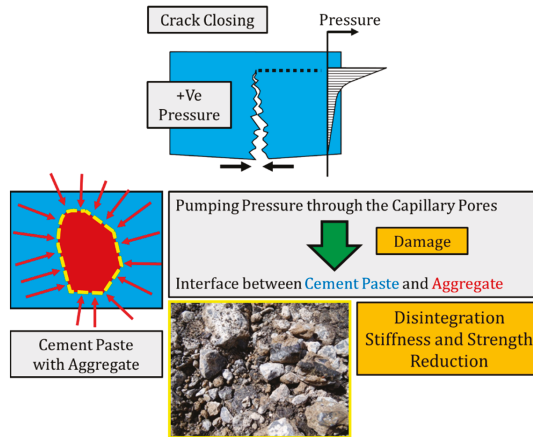 Crack Closing
Pressure
+Ve
Pressure
Pumping Pressure through the Capillary Pores
Damage
Interface between Cement Paste and Aggregate
Cement Paste
with Aggregate
Disintegration
Stiffness and Strength
Reduction